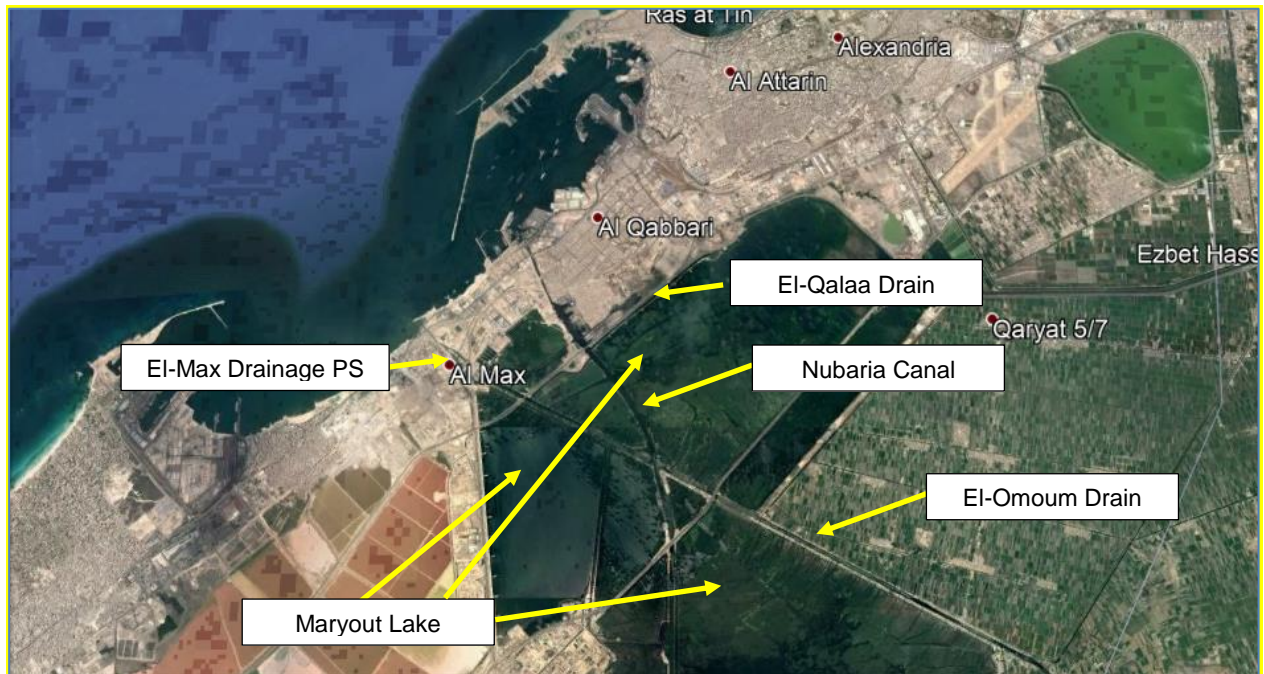 Ras at Tin
Alexandria
Al Attarin
Al Qabbari
Ezbet Hass
El-Qalaa Drain
Qaryat 5/7
El-Max Drainage PS
Al Max
Nubaria Canal
El-Omoum Drain
Maryout Lake